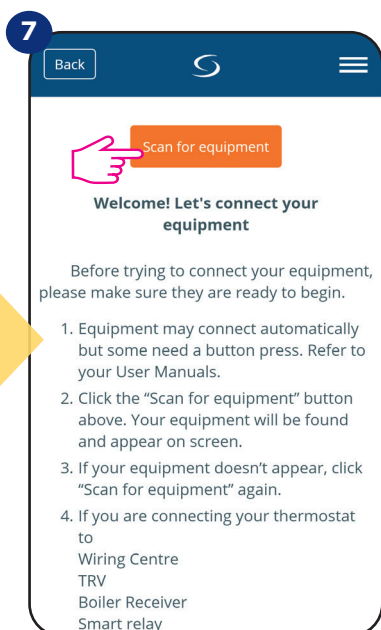 7
Back
Scan for equipment
Welcome! Let's connect your
equipment
Before trying to connect your equipment,
please make sure they are ready to begin.
1. Equipment may connect automatically
but some need a button press. Refer to
your User Manuals.
2. Click the “Scan for equipment” button
above. Your equipment will be found
and appear on screen.
3. If your equipment doesn’t appear, click
“Scan for equipment” again.
4. If you are connecting your thermostat
to
Wiring Centre
TRV
Boiler Receiver
Smart relay